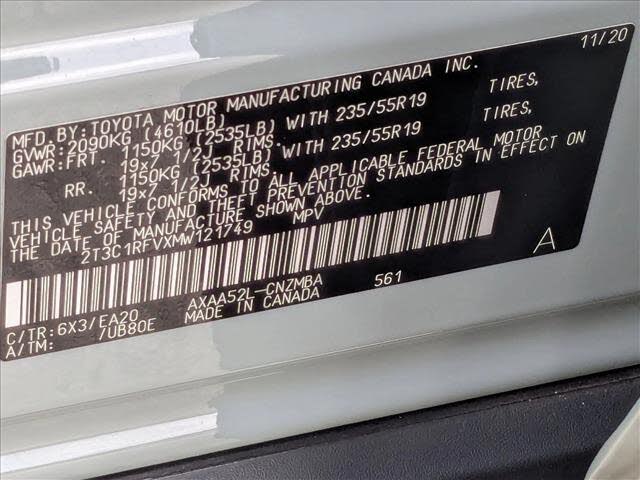 11/20
MFD.BY:TOYOTA MOTOR MANUFACTURING CANADA INC.
GVWR:2090KG (4610LB)
GAWR:FRT. 1150KG (2535LB) WITH 235/55R19 TIRES,
19x7 1/2J RIMS.
RR. 1150KG (2535LB) WITH 235/55R19 TIRES,
19x7 1/2J RIMS.
THIS VEHICLE CONFORMS TO ALL APPLICABLE FEDERAL MOTOR
VEHICLE SAFETY, AND THEFT PREVENTION STANDARDS IN EFFECT ON
THE DATE OF MANUFACTURE SHOWN ABOVE.
2T3C1RFVXMW121749 MPV
A
C/TR:6X3/EA20 AXAA52L-CNZMBA 561
A/TM: /UB80E MADE IN CANADA